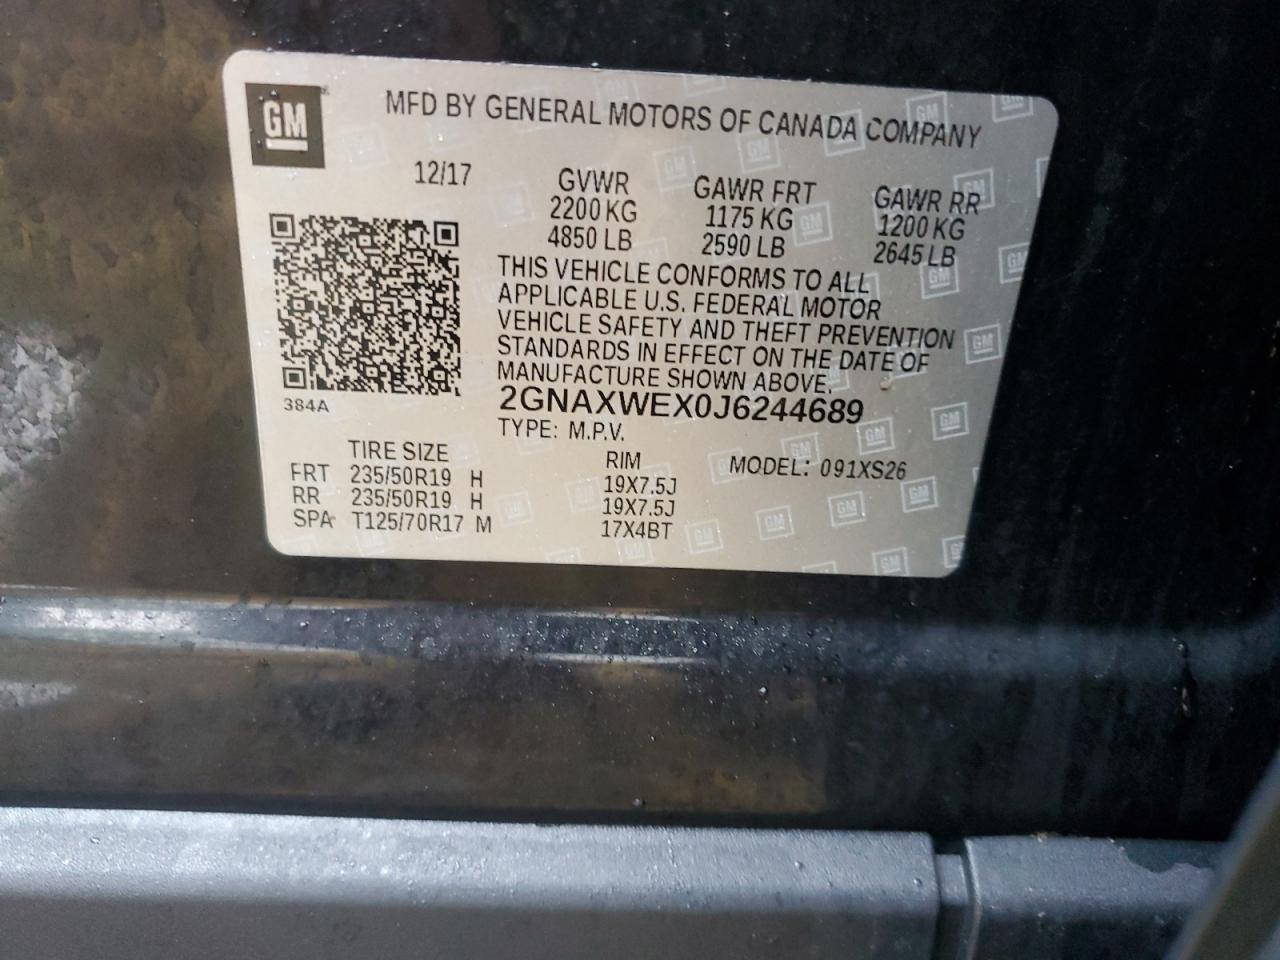 GM
MFD BY GENERAL MOTORS OF CANADA COMPANY
12/17
GVWR GAWR FRT GAWR RR
2200 KG 1175 KG 1200 KG
4850 LB 2590 LB 2645 LB
THIS VEHICLE CONFORMS TO ALL
APPLICABLE U.S. FEDERAL MOTOR
VEHICLE SAFETY AND THEFT PREVENTION
STANDARDS IN EFFECT ON THE DATE OF
MANUFACTURE SHOWN ABOVE.
384A
2GNAXWEX0J6244689
TYPE: M.P.V.
TIRE SIZE RIM MODEL: 091XS26
FRT 235/50R19 H 19X7.5J
RR 235/50R19 H 19X7.5J
SPA T125/70R17 M 17X4BT